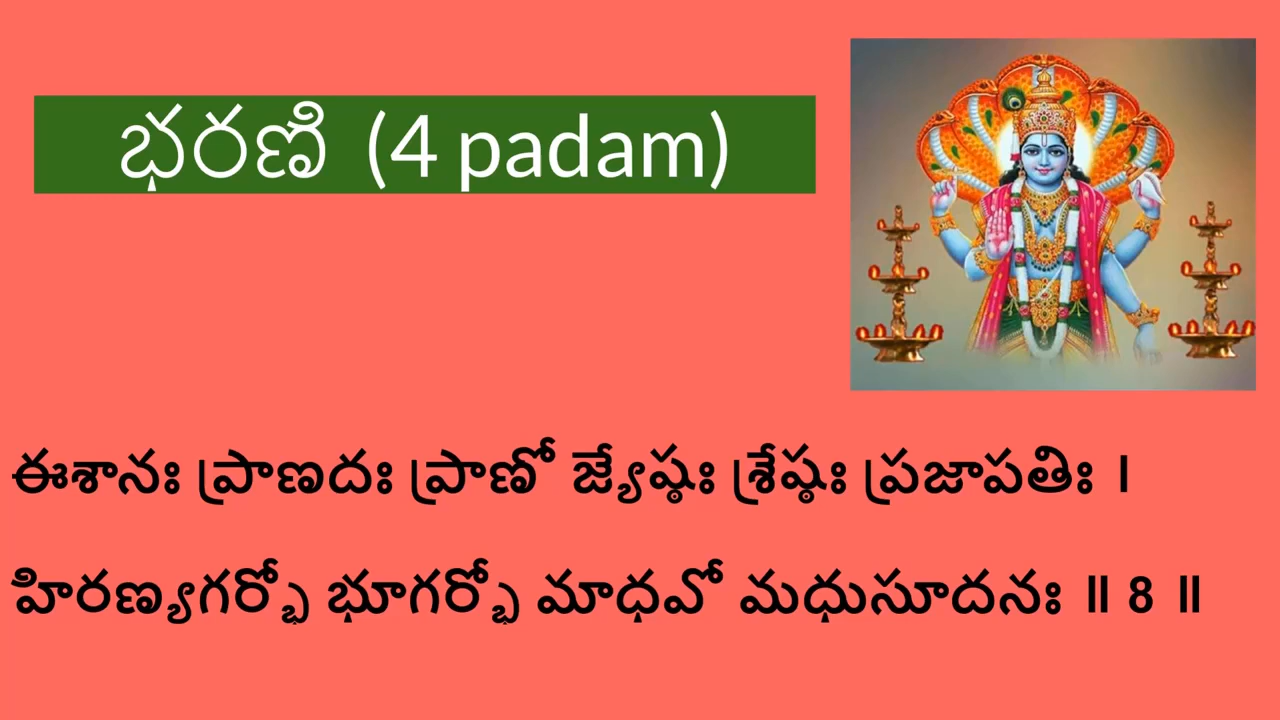 భరణి (4 padam)
ఈశానః ప్రాణదః ప్రాణో జ్యేష్ఠః శ్రేష్ఠః ప్రజాపతిః ।
హిరణ్యగర్భో భూగర్భో మాధవో మధుసూదనః ॥ 8 ॥